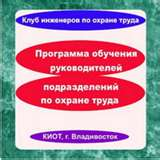 Клуб инженеров по охране труда
Программа обучения
руководителей
подразделений
по охране труда
КИОТ, г. Владивосток